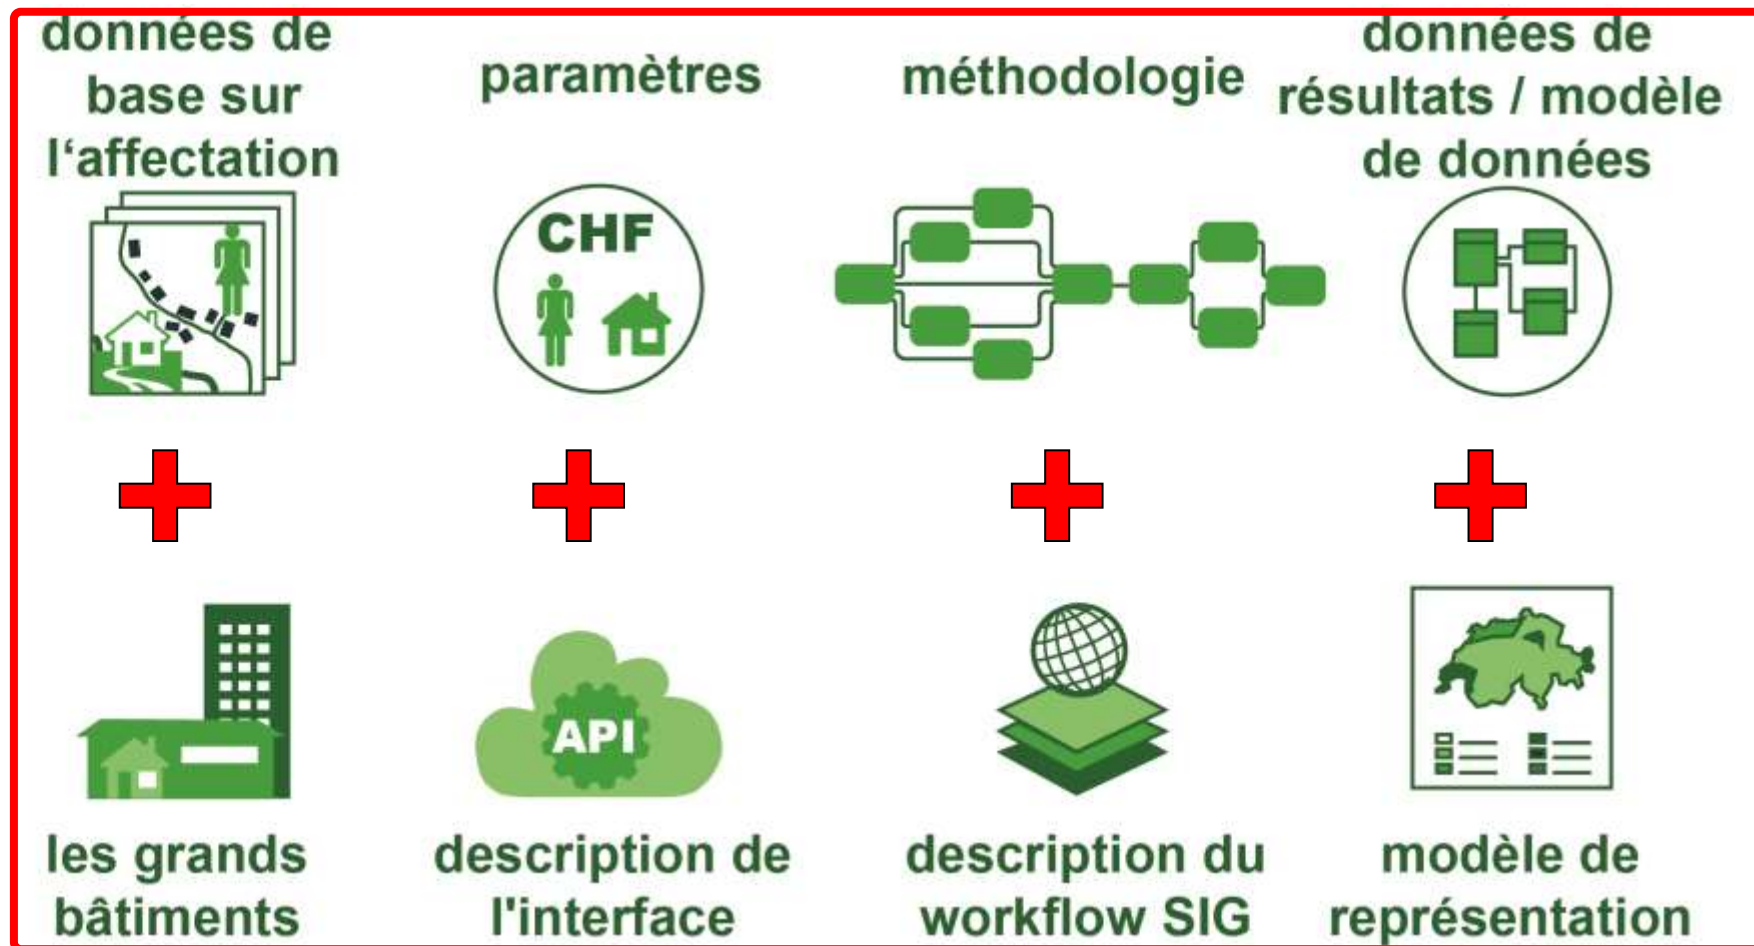 données de
base sur
l‘affectation
paramètres
méthodologie
données de
résultats / modèle
de données
CHF
API
les grands
bâtiments
description de
l'interface
description du
workflow SIG
modèle de
représentation